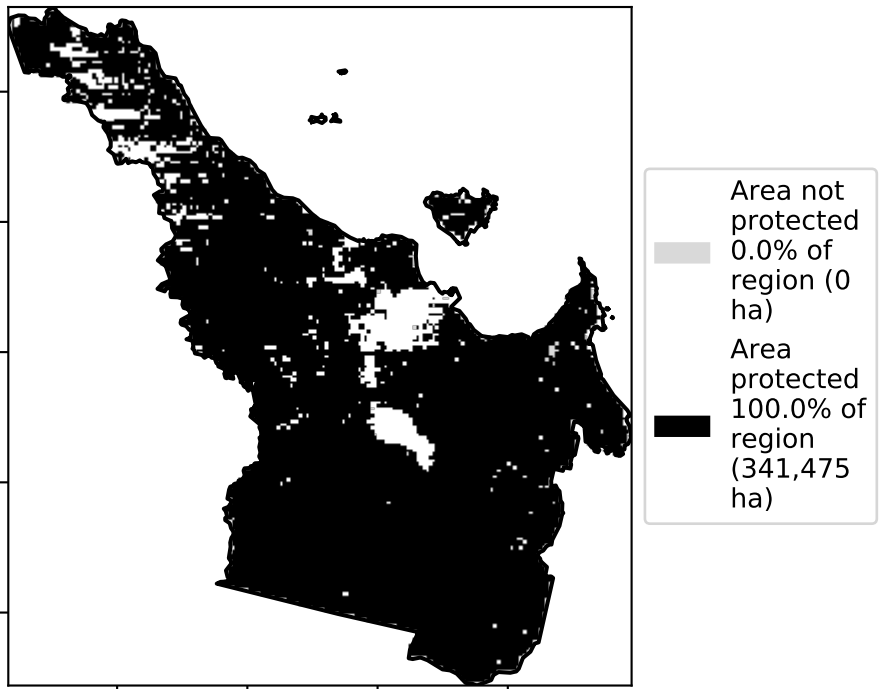 Area not
protected
0.0% of
region (0
ha)
Area
protected
100.0% of
region
(341,475
ha)